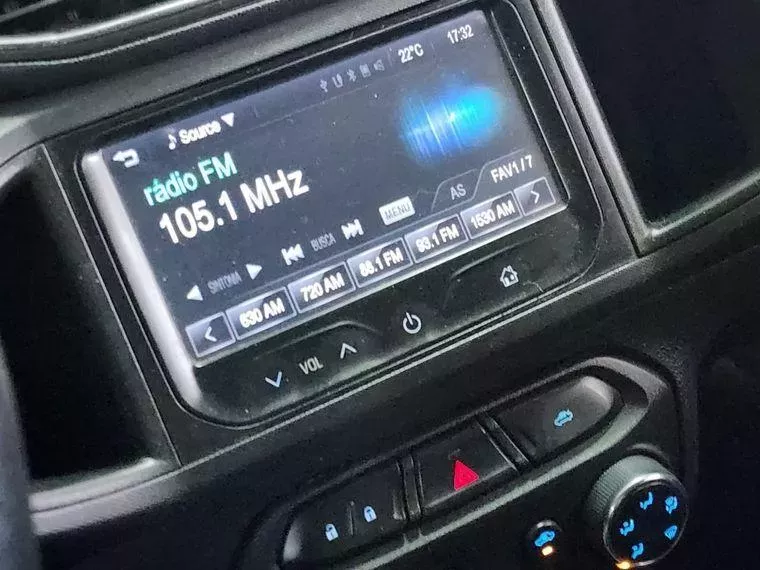 22°C 17:32
Source
rádio FM
105.1 MHz
SINTONIA BUSCA MENU AS FAV1/7
630 AM 720 AM 88.1 FM 93.1 FM 1530 AM
VOL